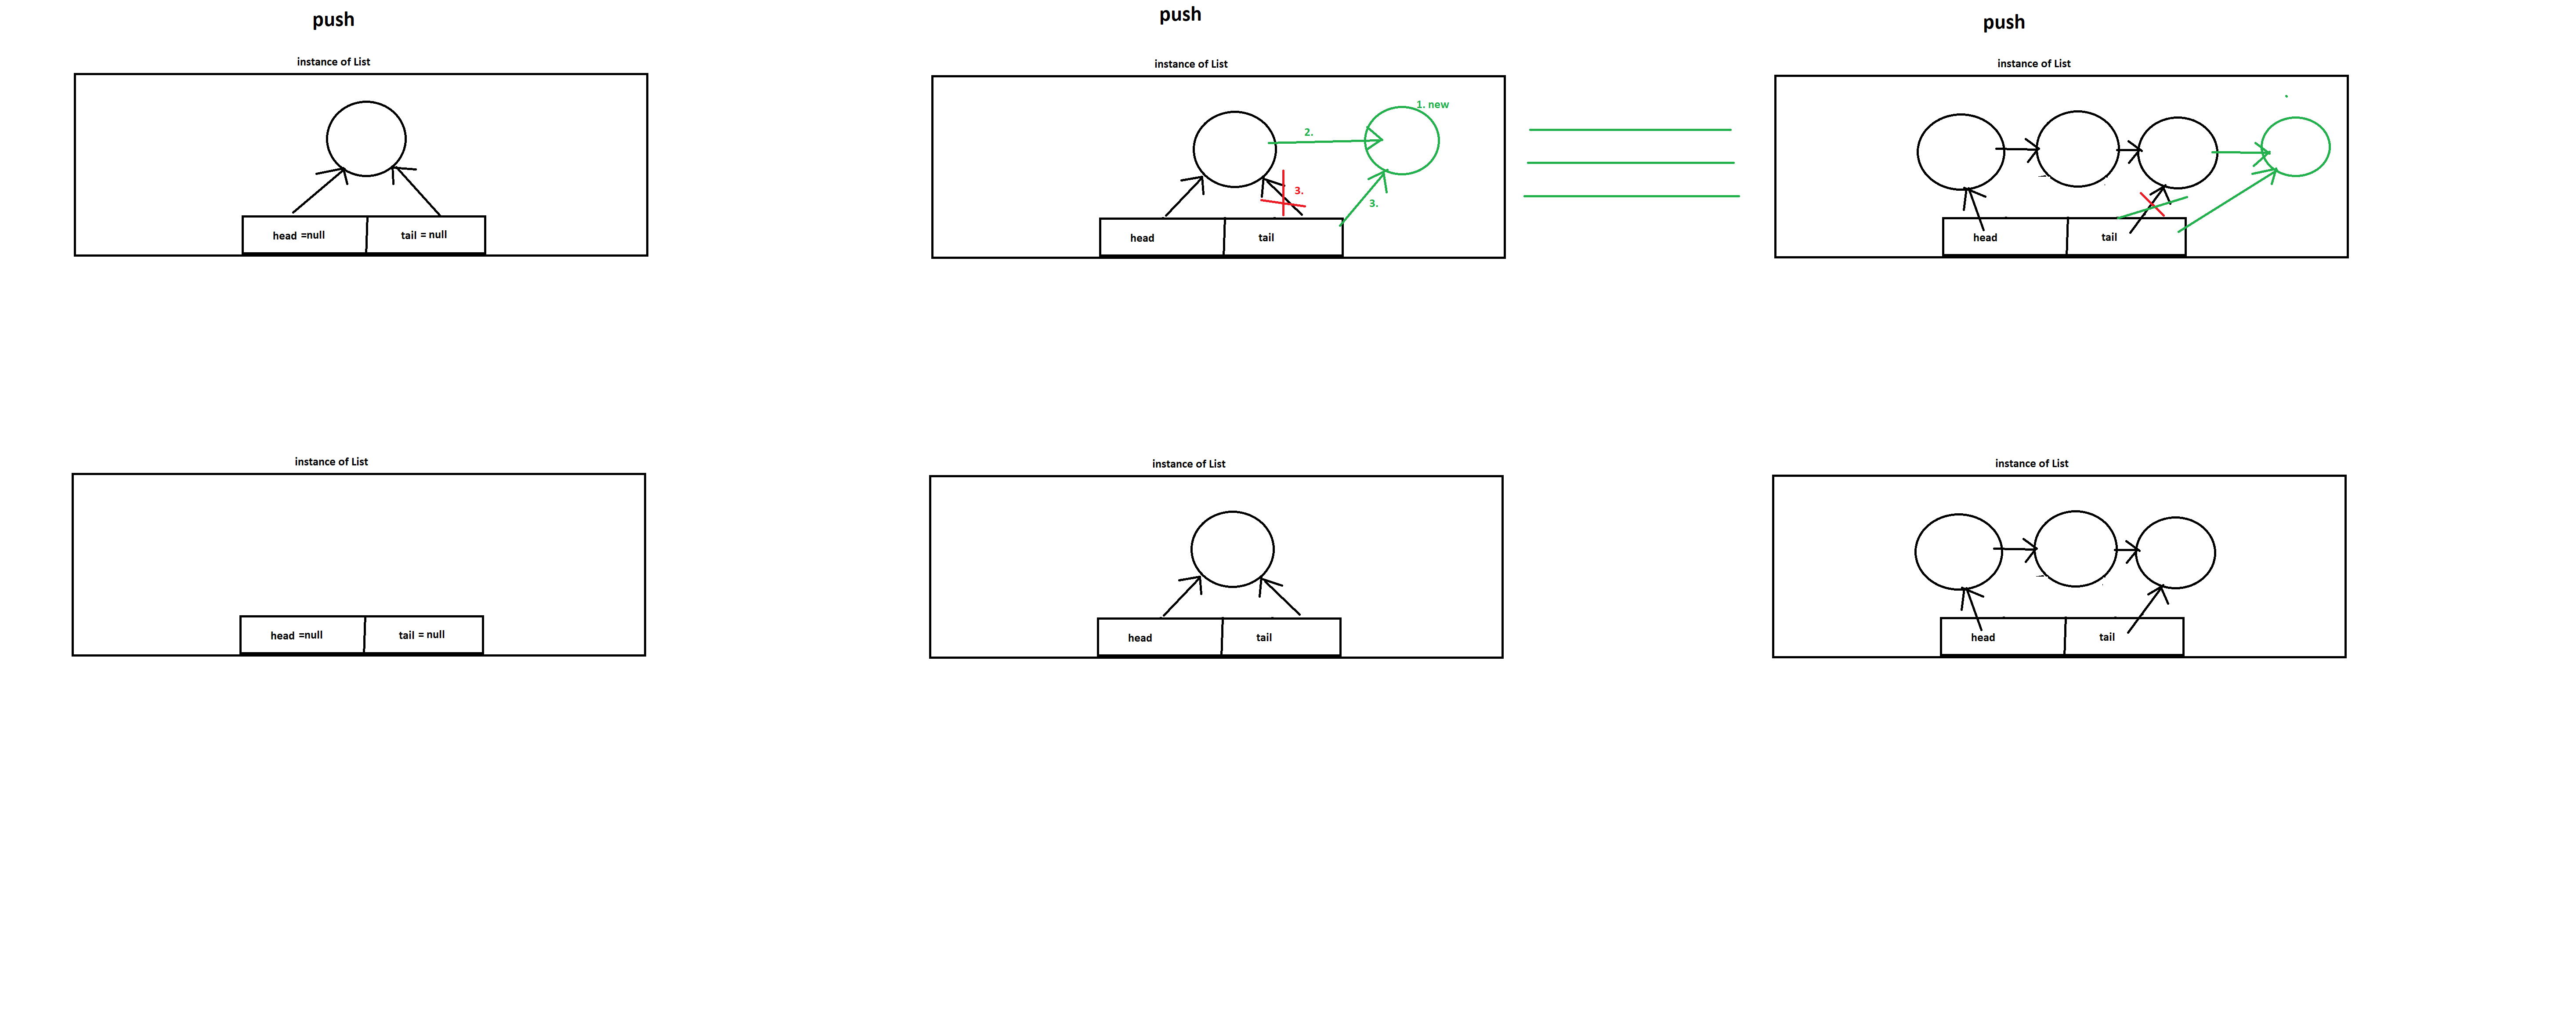 push
push
push
instance of List
instance of List
instance of List
1. new
2.
3.
3.
head =null
tail = null
head
tail
head
tail
instance of List
instance of List
instance of List
head =null
tail = null
head
tail
head
tail